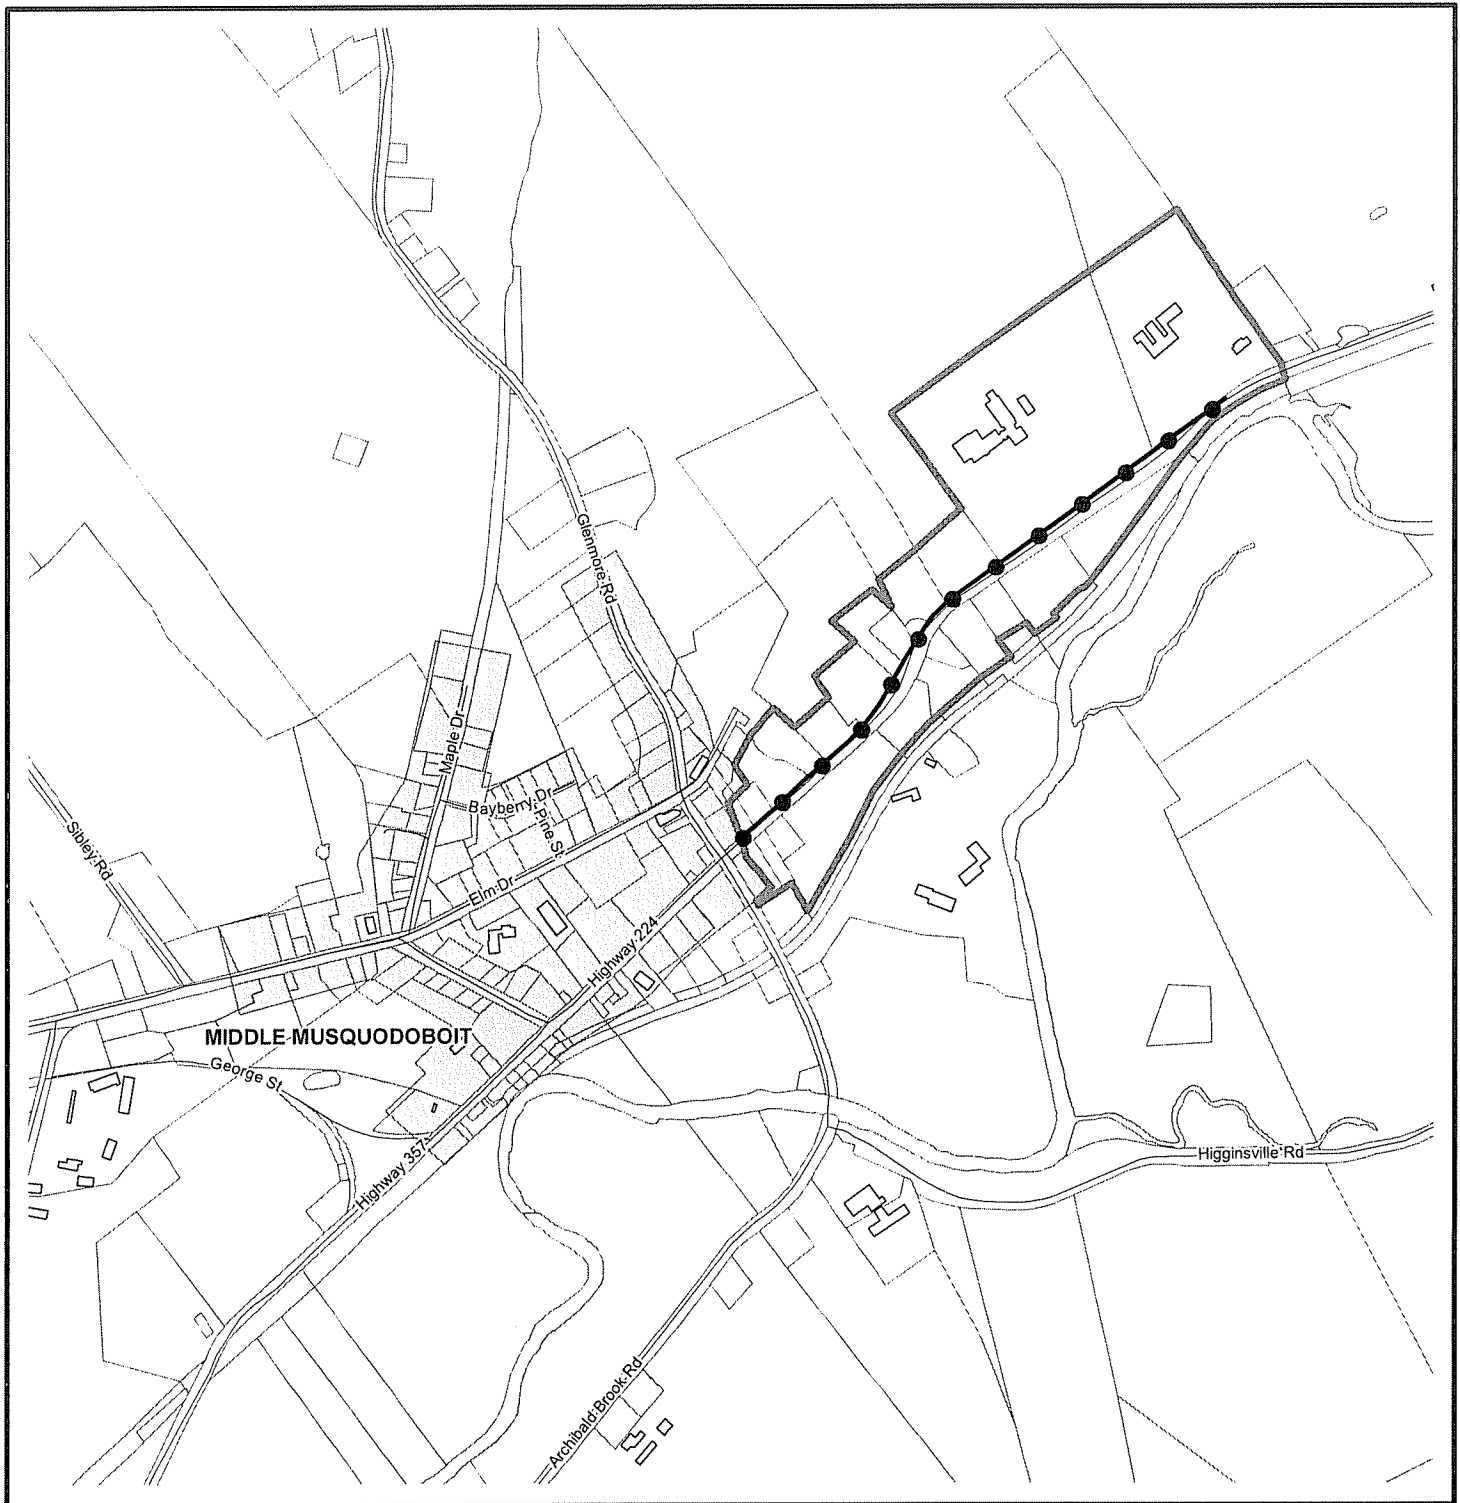 Glenmore Rd
Maple Dr
Bayberry Dr
Pine St
Sibley Rd
Elm Dr
Highway 224
MIDDLE MUSQUODOBOIT
George St
Highway 357
Higginsville Rd
Archibald Brook Rd